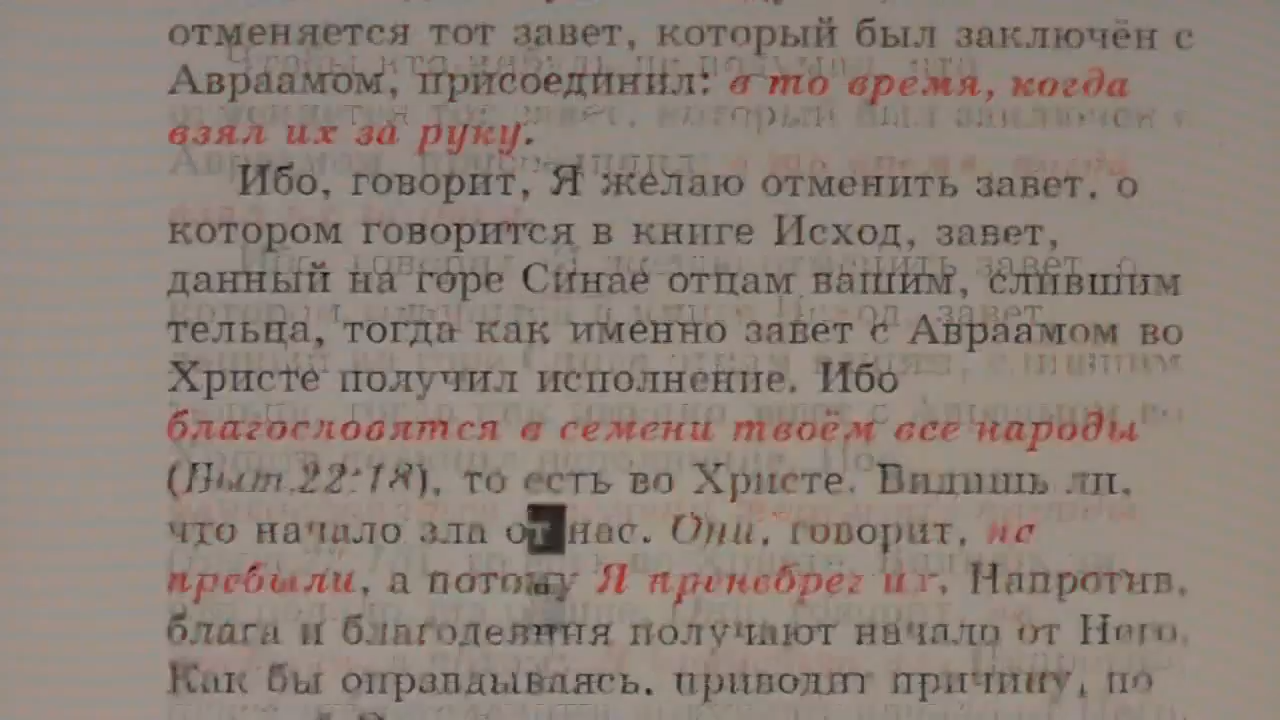 отменяется тот завет, который был заключён с
Авраамом, присоединил: в то время, когда
взял их за руку.
Ибо, говорит, Я желаю отменить завет, о
котором говорится в книге Исход, завет,
данный на горе Синае отцам вашим, слившим
тельца, тогда как именно завет с Авраамом во
Христе получил исполнение. Ибо
благословятся в семени твоём все народы
(Быт.22:18), то есть во Христе. Видишь ли,
что начало зла от нас. Они, говорит, не
пребыли, а потому Я пренебрег их. Напротив,
блага и благодеяния получают начало от Него.
Как бы оправдываясь, приводит причину, по